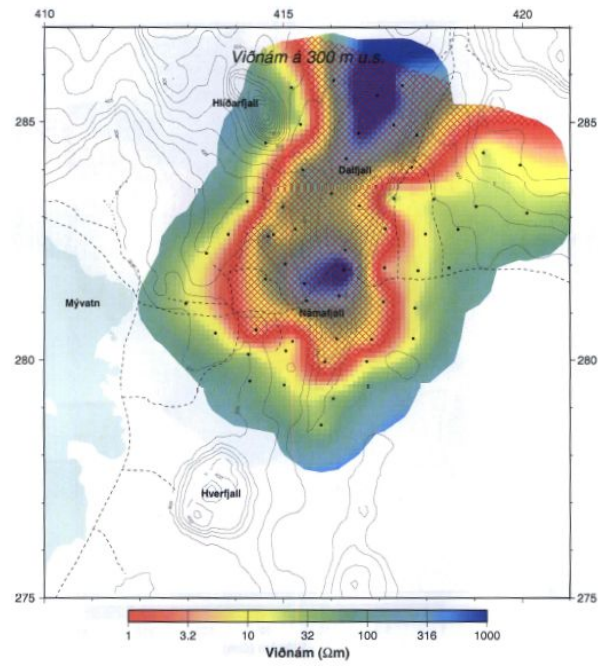 410 415 420
Viðnám á 300 m u.s.
Hlíðarfjall
285 285
Dalfjall
Mývatn
Námafjall
280 280
Hverfjall
275 275
1 3.2 10 32 100 316 1000
Viðnám (Ωm)